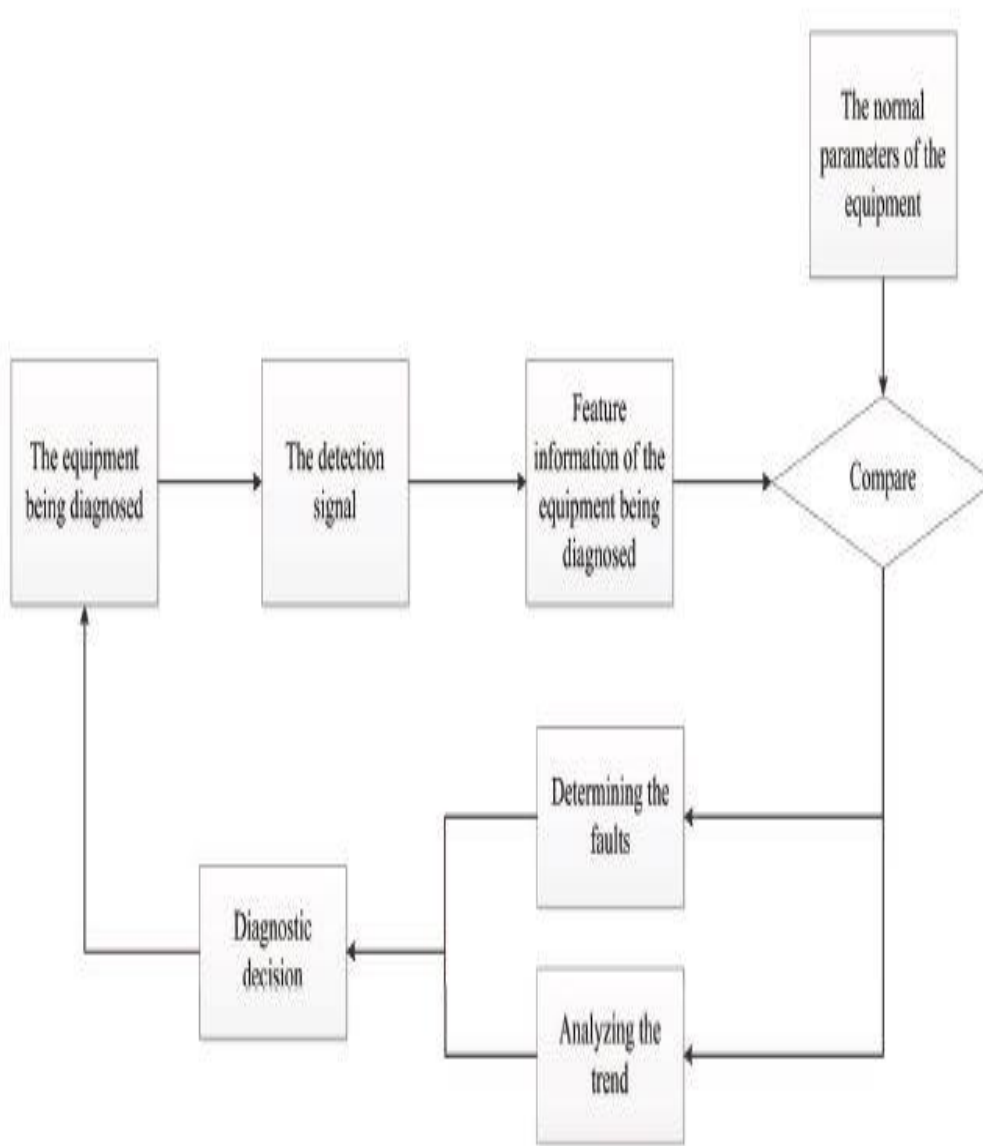 The normal
parameters of the
equipment
The equipment
being diagnosed
The detection
signal
Feature
information of the
equipment being
diagnosed
Compare
Determining the
faults
Diagnostic
decision
Analyzing the
trend